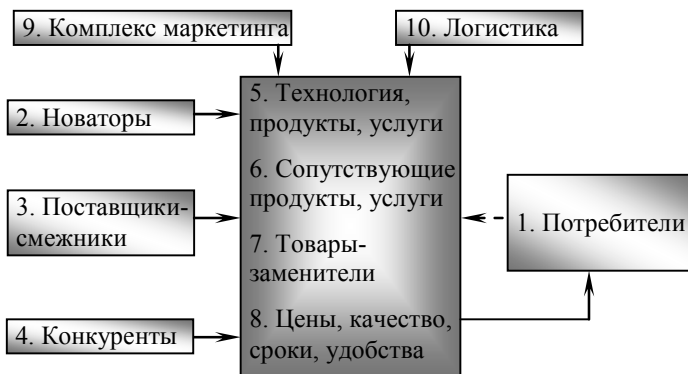 9. Комплекс маркетинга
10. Логистика
2. Новаторы
3. Поставщики-
смежники
4. Конкуренты
5. Технология,
продукты, услуги
6. Сопутствующие
продукты, услуги
7. Товары-
заменители
8. Цены, качество,
сроки, удобства
1. Потребители